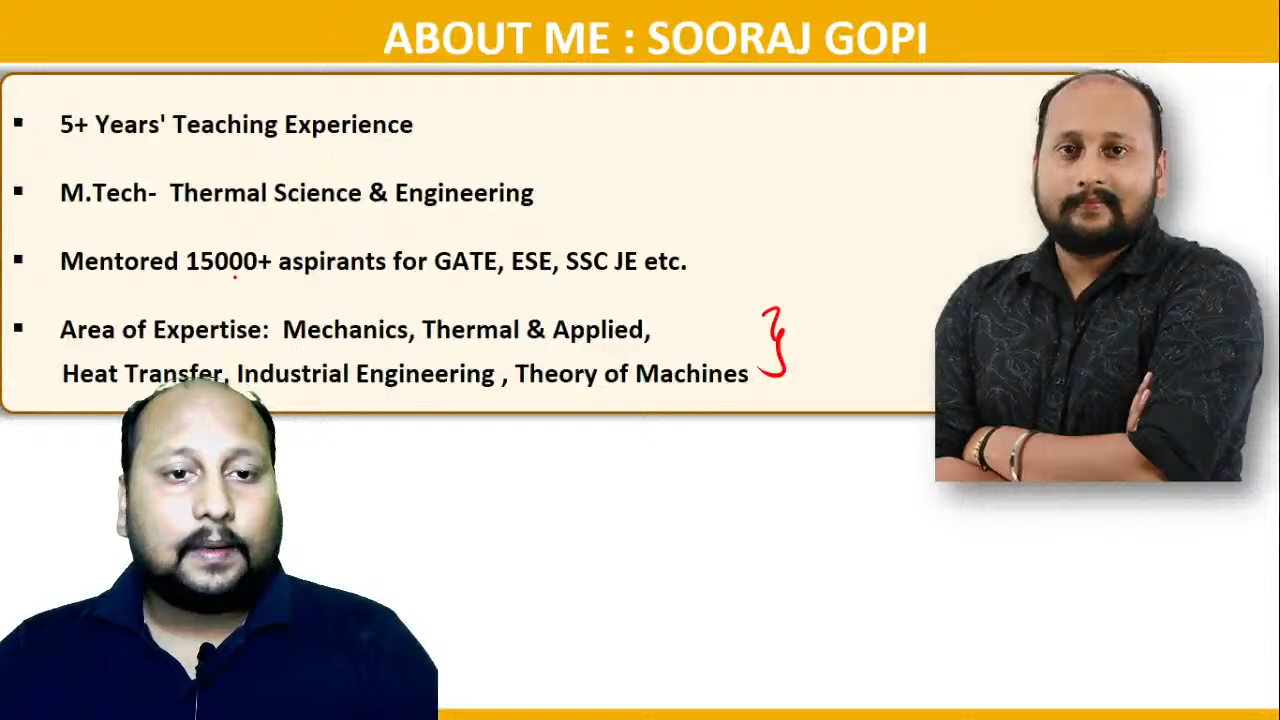 ABOUT ME : SOORAJ GOPI
▪ 5+ Years' Teaching Experience
▪ M.Tech- Thermal Science & Engineering
▪ Mentored 15000+ aspirants for GATE, ESE, SSC JE etc.
▪ Area of Expertise: Mechanics, Thermal & Applied,
Heat Transfer, Industrial Engineering , Theory of Machines